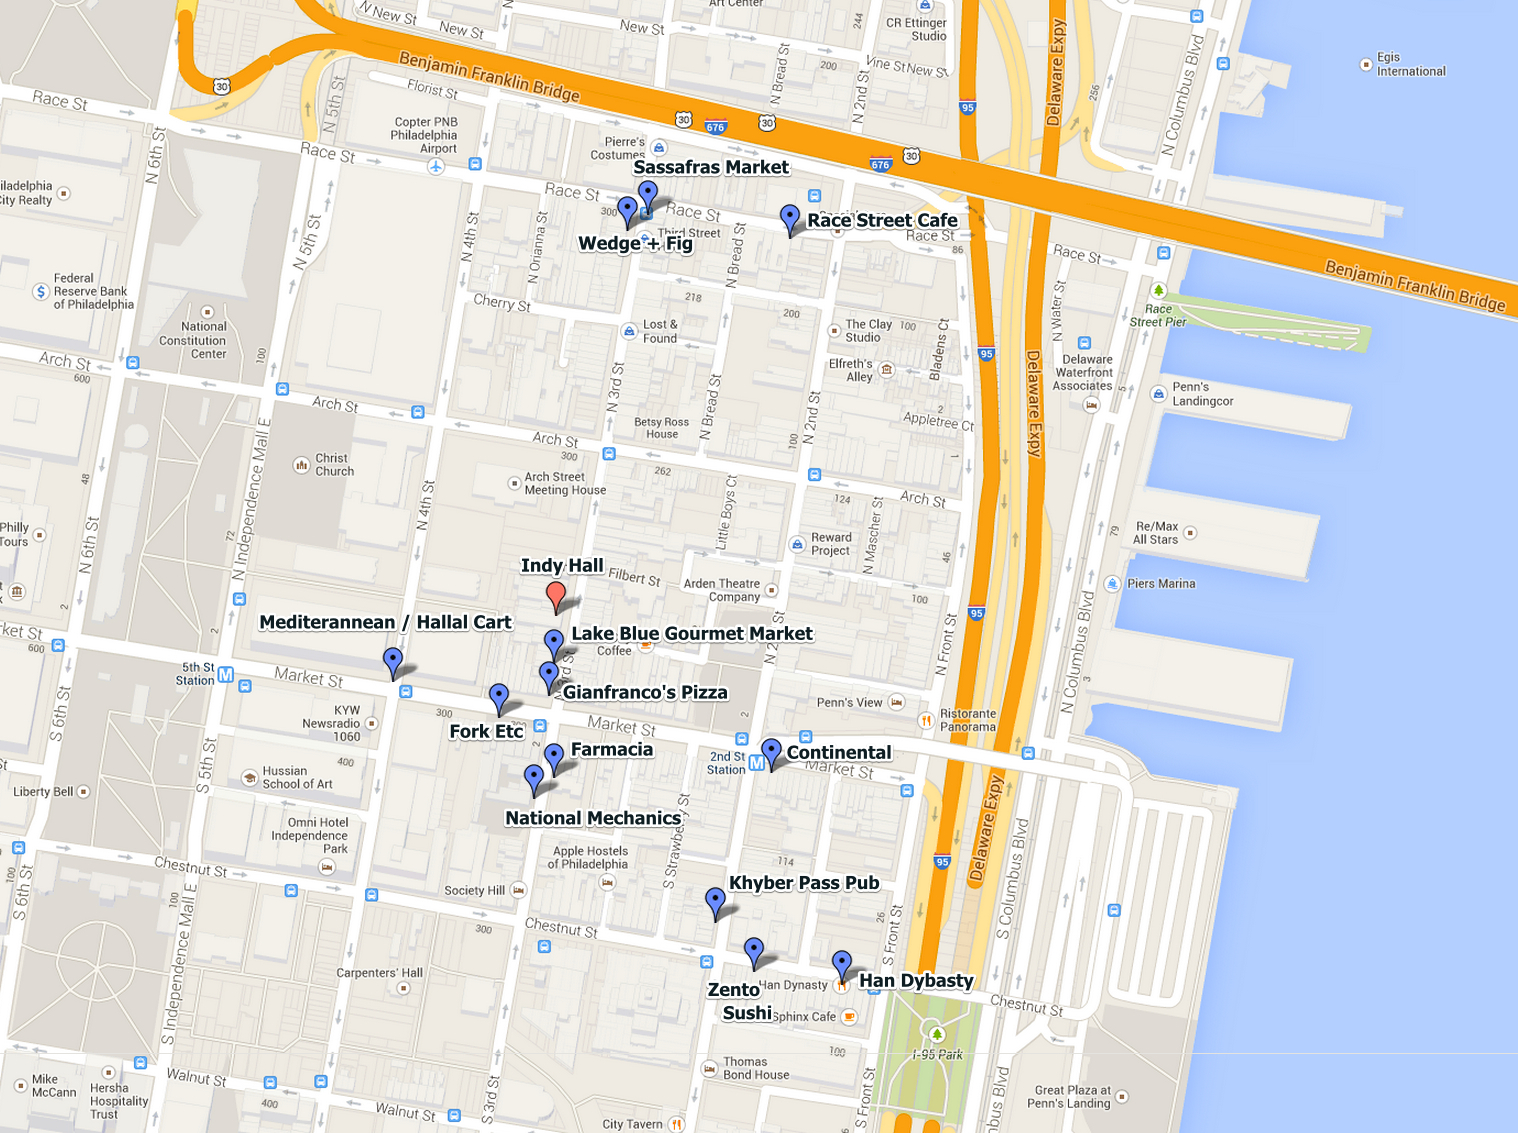 N New St
New St
Art Center
244
CR Ettinger
Studio
Egis
International
Benjamin Franklin Bridge
30
Vine St
New St
200
N Bread St
N 2nd St
95
Delaware Expy
256
N Columbus Blvd
Race St
N 5th St
Florist St
Copter PNB
Philadelphia
Airport
30
676
30
Pierre's
Costumes
676
30
N 6th St
Race St
Sassafras Market
Race St
300
Race St
Race Street Cafe
Race St
86
Race St
iladelphia
City Realty
N 4th St
N Orianna St
Third Street
Wedge + Fig
N Bread St
N 5th St
Benjamin Franklin Bridge
Federal
Reserve Bank
of Philadelphia
Cherry St
218
200
N Water St
Race
Street Pier
National
Constitution
Center
Lost &
Found
The Clay
Studio
100
Bladens Ct
Elfreth's
Alley
95
Delaware Expy
Delaware
Waterfront
Associates
Arch St
600
100
N 3rd St
N Bread St
N 2nd St
5
Penn's
Landingcor
Arch St
Betsy Ross
House
2
Appletree Ct
Arch St
300
100
262
1
Christ
Church
48
Arch Street
Meeting House
124
Arch St
N 4th St
Little Boys Ct
N Mascher St
Philly
Tours
N 6th St
N Independence Mall E
72
Reward
Project
46
79
Re/Max
All Stars
Indy Hall
Filbert St
Arden Theatre
Company
100
Piers Marina
2
95
Mediterannean / Hallal Cart
Lake Blue Gourmet Market
Coffee
N 2nd St
N Front St
N Columbus Blvd
rket St
600
2
5th St
Station
M
Market St
N 3rd St
Gianfranco's Pizza
3
Penn's View
Ristorante
Panorama
S 6th St
KYW
Newsradio
1060
300
Fork Etc
Market St
2
2
Farmacia
2nd St
Station
M
Continental
Market St
400
S 5th St
Hussian
School of Art
Liberty Bell
National Mechanics
S Strawberry St
Delaware Expy
Omni Hotel
Independence
Park
Apple Hostels
of Philadelphia
114
95
S Columbus Blvd
Chestnut St
100
S 6th St
100
Society Hill
Khyber Pass Pub
26
S Front St
300
Chestnut St
S Independence Mall E
Carpenters' Hall
Zento
Sushi
Han Dynasty
Han Dybasty
Chestnut St
Sphinx Cafe
I-95 Park
100
Mike
McCann
Hersha
Hospitality
Trust
Walnut St
400
Walnut St
S 3rd St
Thomas
Bond House
City Tavern
S Front St
mbus Blvd
Great Plaza at
Penn's Landing